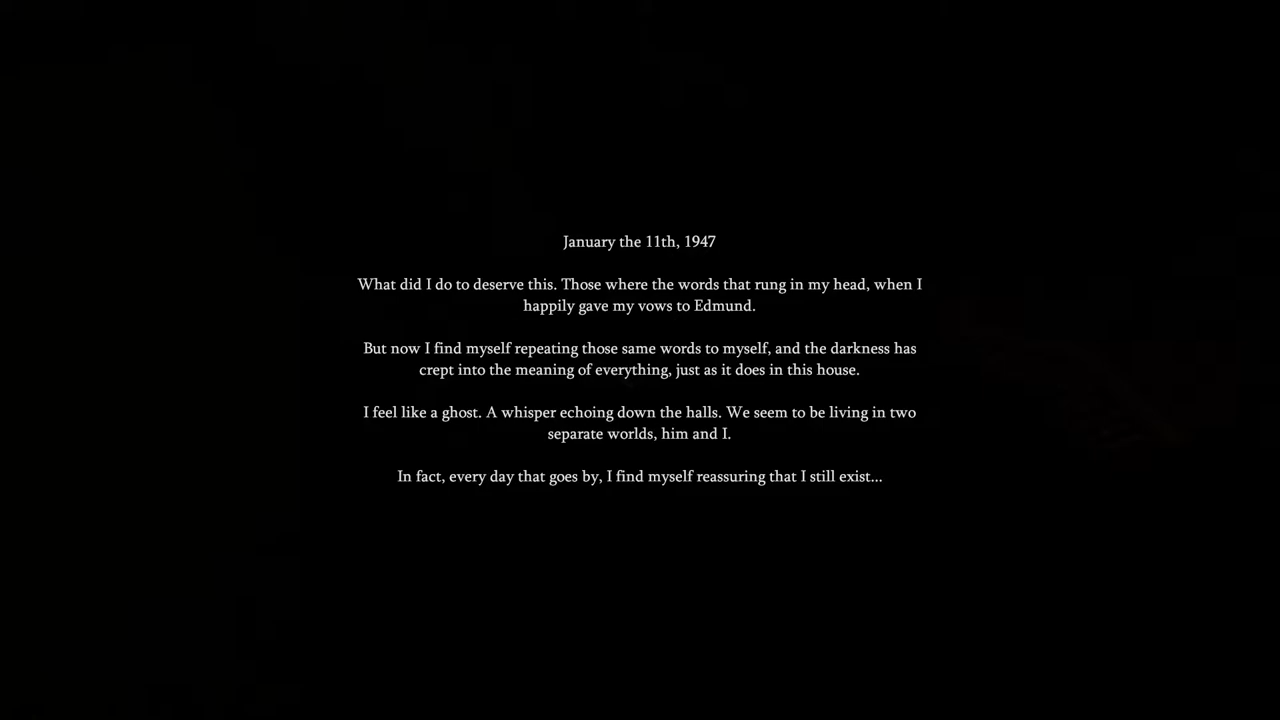 January the 11th, 1947
What did I do to deserve this. Those where the words that rung in my head, when I
happily gave my vows to Edmund.
But now I find myself repeating those same words to myself, and the darkness has
crept into the meaning of everything, just as it does in this house.
I feel like a ghost. A whisper echoing down the halls. We seem to be living in two
separate worlds, him and I.
In fact, every day that goes by, I find myself reassuring that I still exist...